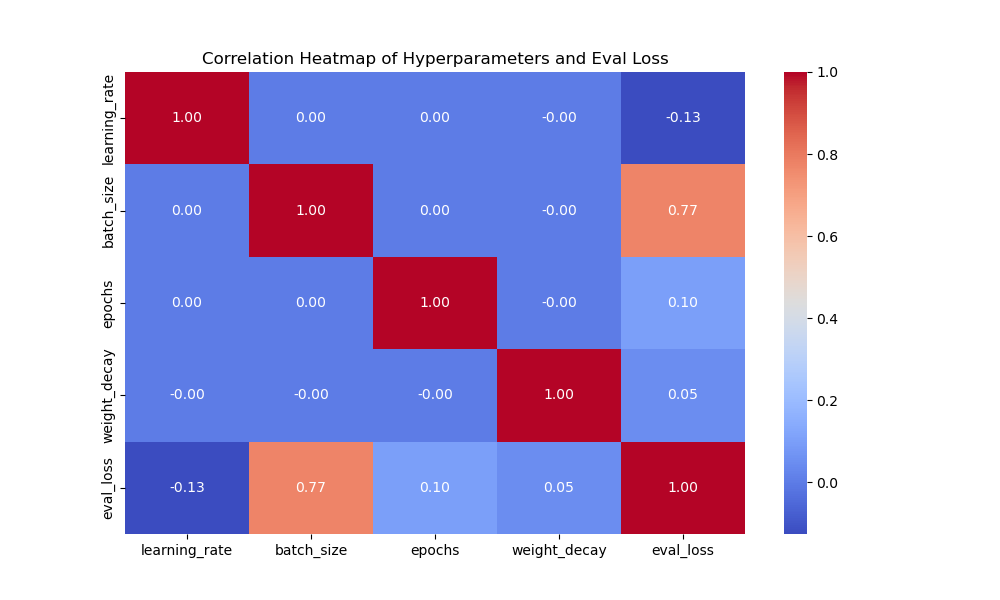 Correlation Heatmap of Hyperparameters and Eval Loss
learning_rate 1.00 0.00 0.00 -0.00 -0.13
batch_size 0.00 1.00 0.00 -0.00 0.77
epochs 0.00 0.00 1.00 -0.00 0.10
weight_decay -0.00 -0.00 -0.00 1.00 0.05
eval_loss -0.13 0.77 0.10 0.05 1.00
learning_rate batch_size epochs weight_decay eval_loss
1.0
0.8
0.6
0.4
0.2
0.0